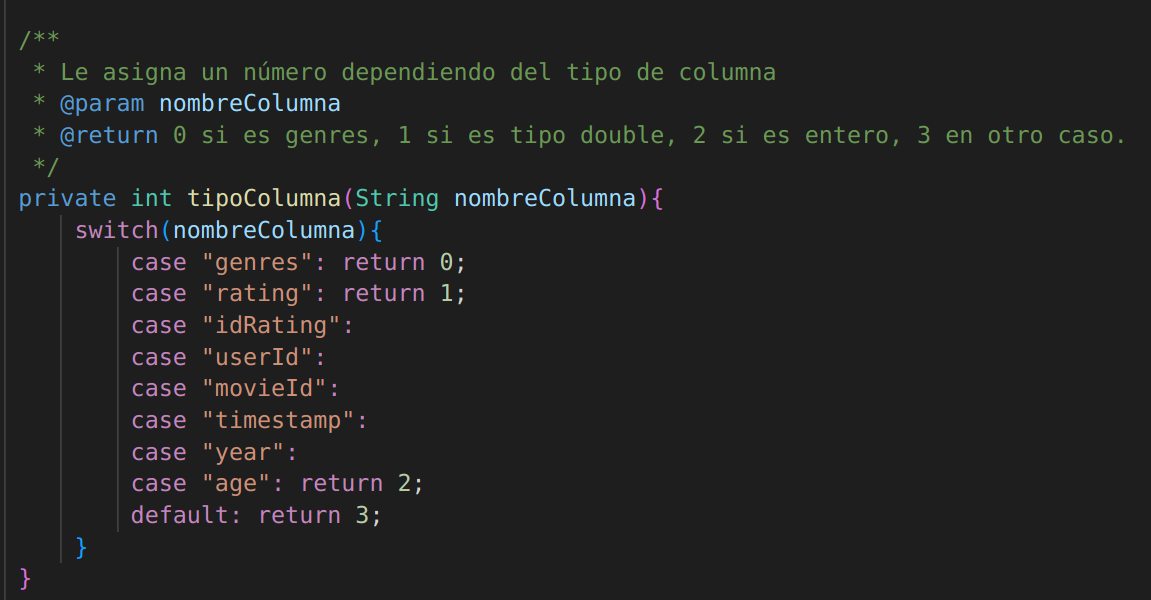 /**
 * Le asigna un número dependiendo del tipo de columna
 * @param nombreColumna
 * @return 0 si es genres, 1 si es tipo double, 2 si es entero, 3 en otro caso.
 */
private int tipoColumna(String nombreColumna){
    switch(nombreColumna){
        case "genres": return 0;
        case "rating": return 1;
        case "idRating":
        case "userId":
        case "movieId":
        case "timestamp":
        case "year":
        case "age": return 2;
        default: return 3;
    }
}